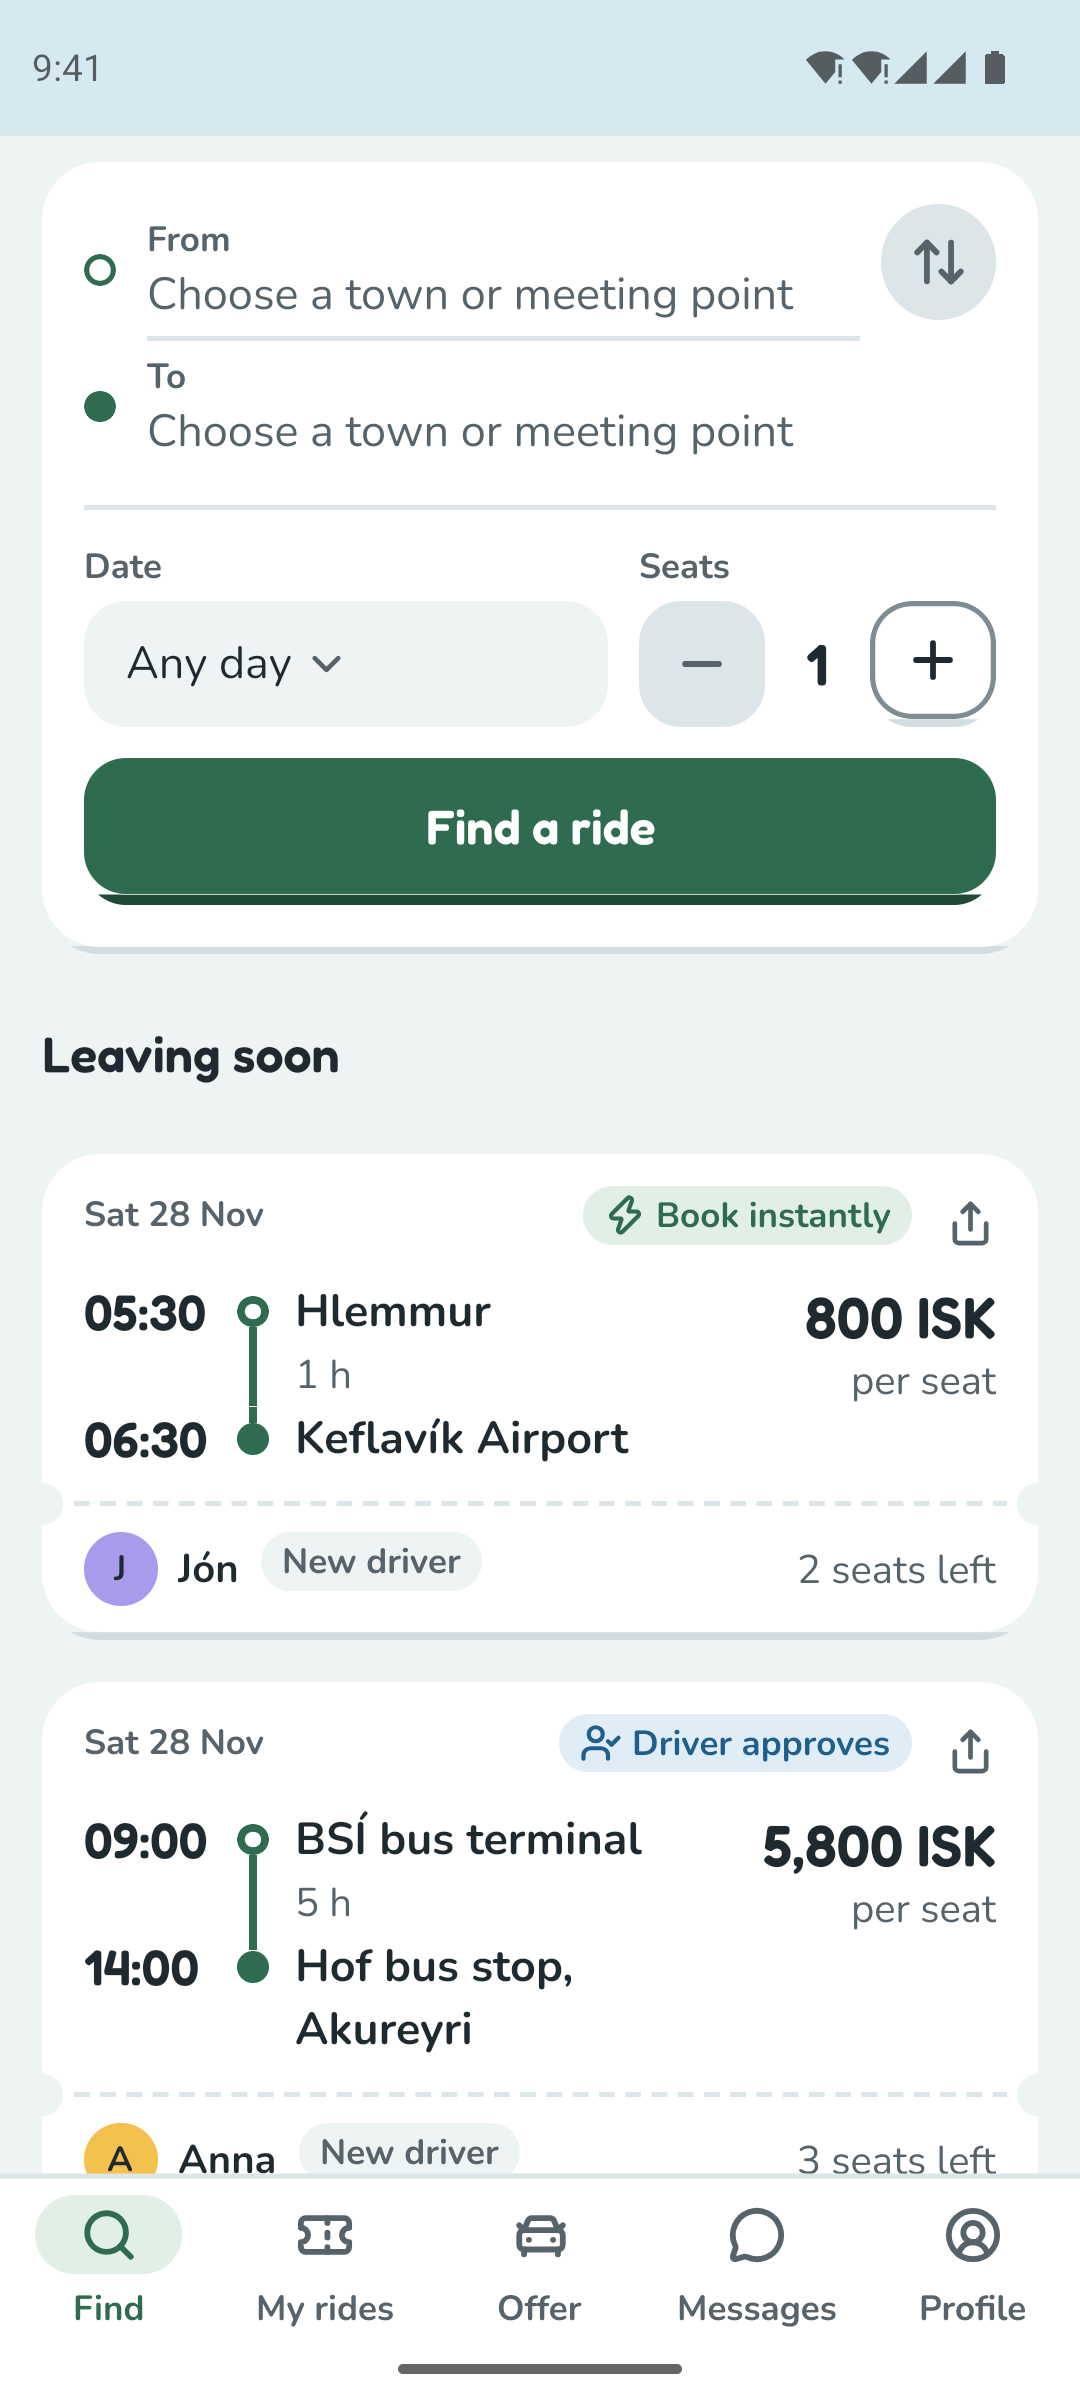 9:41
From
Choose a town or meeting point
To
Choose a town or meeting point
Date
Seats
Any day
1
Find a ride
Leaving soon
Sat 28 Nov
Book instantly
05:30
Hlemmur
800 ISK
1 h
per seat
06:30
Keflavík Airport
J
Jón
New driver
2 seats left
Sat 28 Nov
Driver approves
09:00
BSÍ bus terminal
5,800 ISK
5 h
per seat
14:00
Hof bus stop,
Akureyri
A
Anna
New driver
3 seats left
Find
My rides
Offer
Messages
Profile